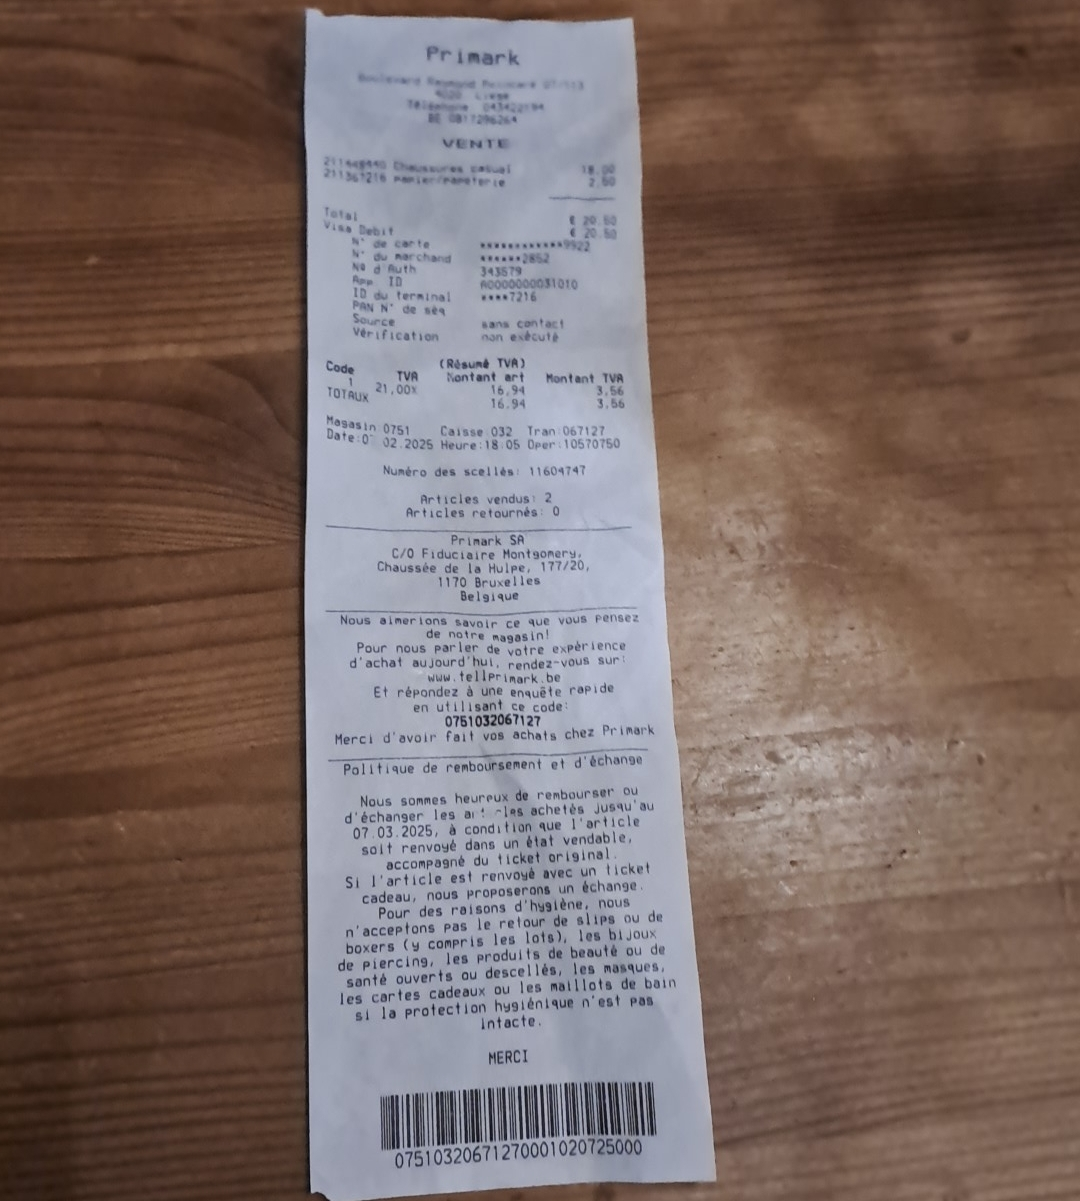 Primark
4020 Liege
Téléphone
BE 0817296264
VENTE
Chaussures casual 18.00
papier/papeterie 2.50
Total € 20.50
Visa Debit € 20.50
N° de carte ************9922
N° du marchand ******2852
Nº d'Auth 343579
App ID A0000000031010
ID du terminal ****7216
PAN N° de séq
Source sans contact
Vérification non exécuté
(Résumé TVA)
Code TVA Montant art Montant TVA
1 21,00% 16,94 3,56
TOTAUX 16.94 3,56
Magasin 0751 Caisse:032 Tran:067127
02.2025 Heure:18:05 Oper:10570750
Numéro des scellés: 11604747
Articles vendus: 2
Articles retournés: 0
Primark SA
C/O Fiduciaire Montgomery,
Chaussée de la Hulpe, 177/20,
1170 Bruxelles
Belgique
Nous aimerions savoir ce que vous pensez
de notre magasin!
Pour nous parler de votre expérience
d'achat aujourd'hui, rendez-vous sur:
www.tellprimark.be
Et répondez à une enquête rapide
en utilisant ce code:
0751032067127
Merci d'avoir fait vos achats chez Primark
Politique de remboursement et d'échange
Nous sommes heureux de rembourser ou
d'échanger les articles achetés jusqu'au
07.03.2025, à condition que l'article
soit renvoyé dans un état vendable,
accompagné du ticket original.
Si l'article est renvoyé avec un ticket
cadeau, nous proposerons un échange.
Pour des raisons d'hygiène, nous
n'acceptons pas le retour de slips ou de
boxers (y compris les lots), les bijoux
de piercing, les produits de beauté ou de
santé ouverts ou descellés, les masques,
les cartes cadeaux ou les maillots de bain
si la protection hygiénique n'est pas
intacte.
MERCI
07510320671270001020725000